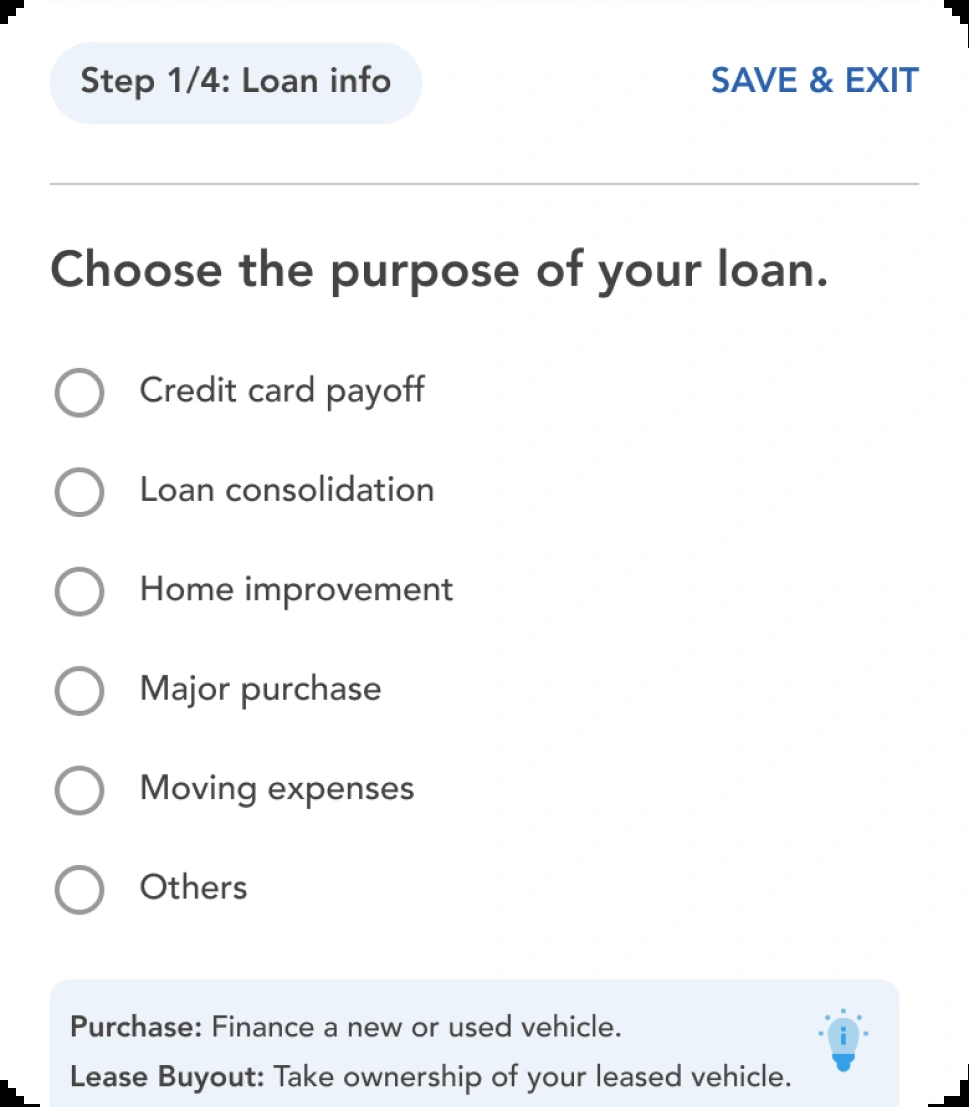 Step 1/4: Loan info
SAVE & EXIT
Choose the purpose of your loan.
Credit card payoff
Loan consolidation
Home improvement
Major purchase
Moving expenses
Others
Purchase: Finance a new or used vehicle.
Lease Buyout: Take ownership of your leased vehicle.